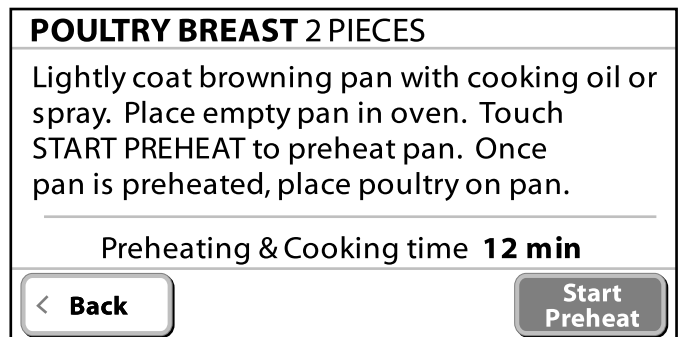 POULTRY BREAST 2 PIECES
Lightly coat browning pan with cooking oil or
spray. Place empty pan in oven. Touch
START PREHEAT to preheat pan. Once
pan is preheated, place poultry on pan.
Preheating & Cooking time 12 min
< Back
Start
Preheat